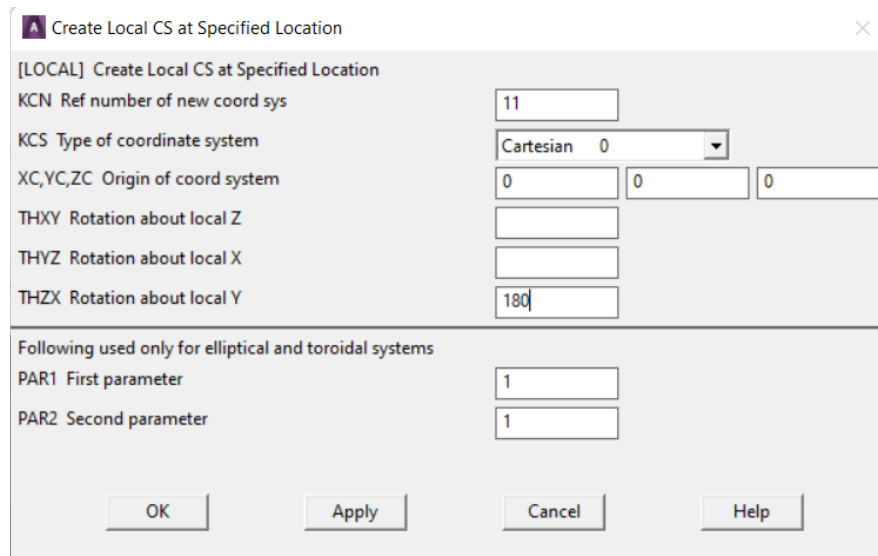 A Create Local CS at Specified Location
[LOCAL] Create Local CS at Specified Location
KCN Ref number of new coord sys 11
KCS Type of coordinate system Cartesian 0
XC,YC,ZC Origin of coord system 0 0 0
THXY Rotation about local Z
THYZ Rotation about local X
THZX Rotation about local Y 180
Following used only for elliptical and toroidal systems
PAR1 First parameter 1
PAR2 Second parameter 1
OK Apply Cancel Help